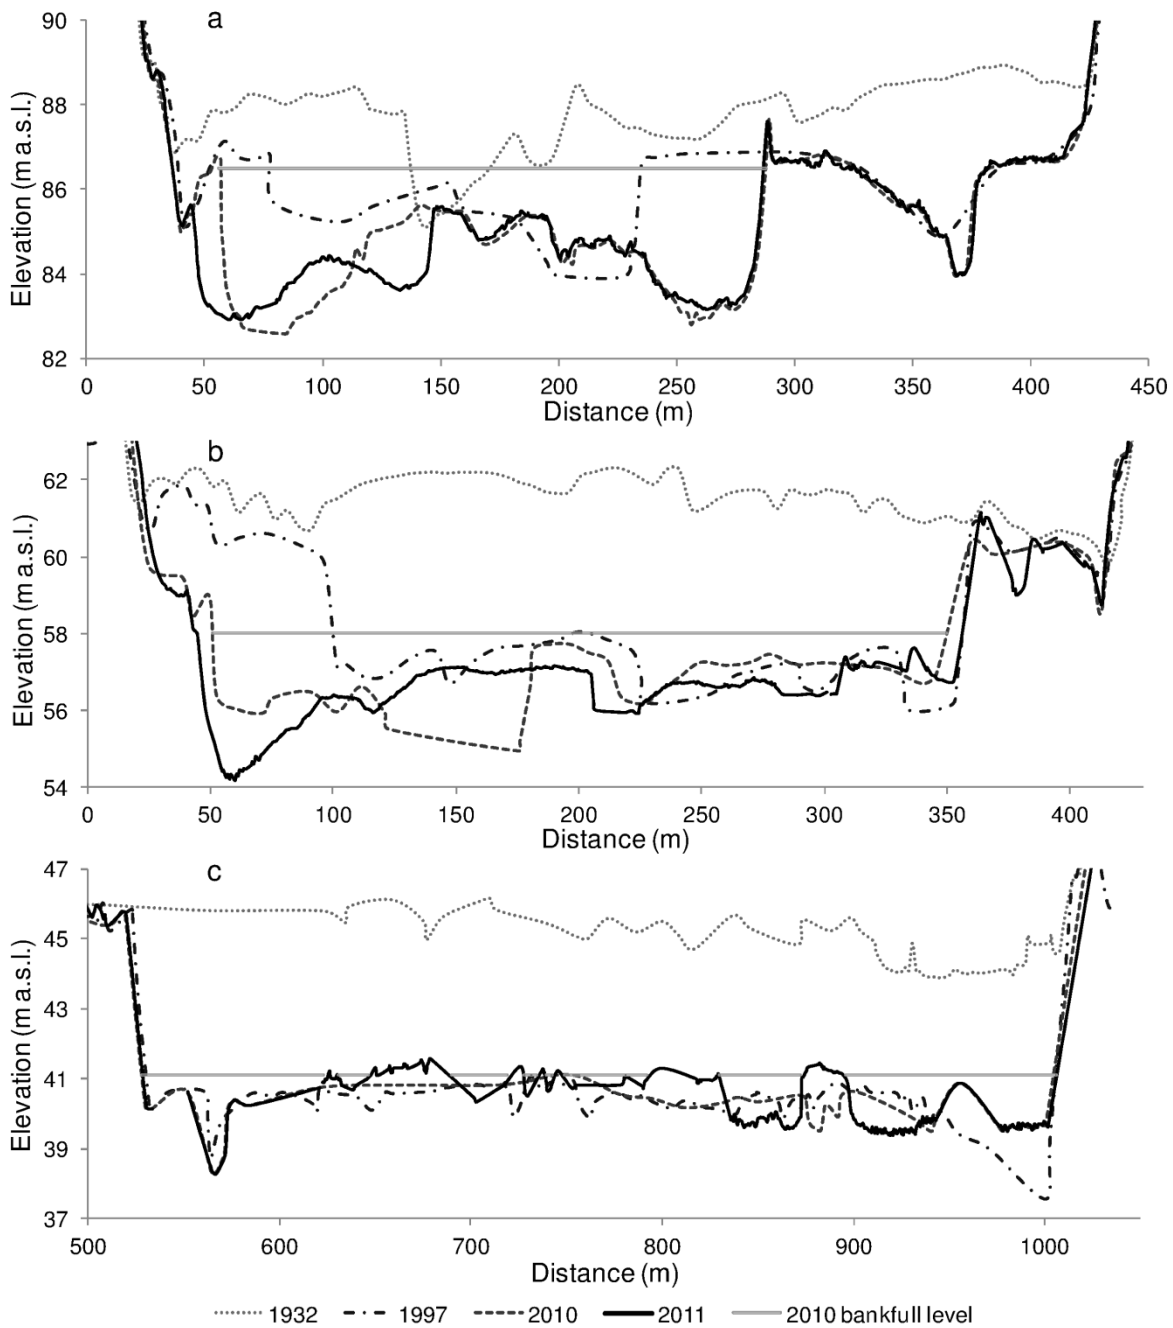 a
90
88
86
84
82
Elevation (m a.s.l.)
0 50 100 150 200 250 300 350 400 450
Distance (m)
b
62
60
58
56
54
Elevation (m a.s.l.)
0 50 100 150 200 250 300 350 400
Distance (m)
c
47
45
43
41
39
37
Elevation (m a.s.l.)
500 600 700 800 900 1000
Distance (m)
1932 1997 2010 2011 2010 bankfull level